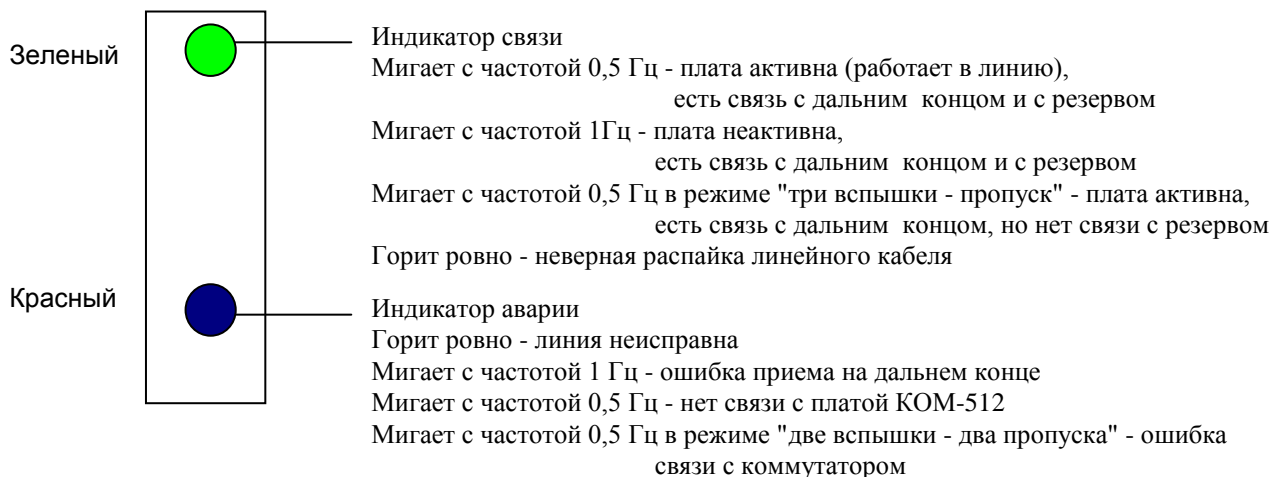 Зеленый
Индикатор связи
Мигает с частотой 0,5 Гц - плата активна (работает в линию),
есть связь с дальним концом и с резервом
Мигает с частотой 1Гц - плата неактивна,
есть связь с дальним концом и с резервом
Мигает с частотой 0,5 Гц в режиме "три вспышки - пропуск" - плата активна,
есть связь с дальним концом, но нет связи с резервом
Горит ровно - неверная распайка линейного кабеля
Красный
Индикатор аварии
Горит ровно - линия неисправна
Мигает с частотой 1 Гц - ошибка приема на дальнем конце
Мигает с частотой 0,5 Гц - нет связи с платой КОМ-512
Мигает с частотой 0,5 Гц в режиме "две вспышки - два пропуска" - ошибка
связи с коммутатором